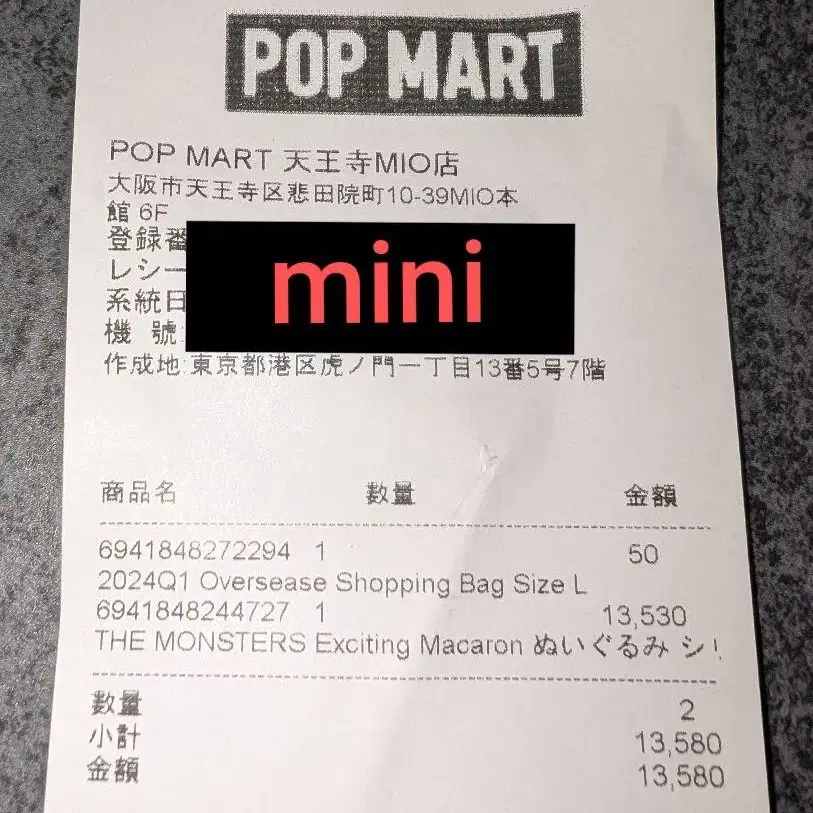 POP MART
POP MART 天王寺MIO店
大阪市天王寺区悲田院町10-39MIO本
館 6F
登録番
mini
レシー
系統日
機 號:
作成地:東京都港区虎ノ門一丁目13番5号7階
商品名 数量 金額
6941848272294 1 50
2024Q1 Oversease Shopping Bag Size L
6941848244727 1 13,530
THE MONSTERS Exciting Macaron ぬいぐるみ シ
数量 2
小計 13,580
金額 13,580